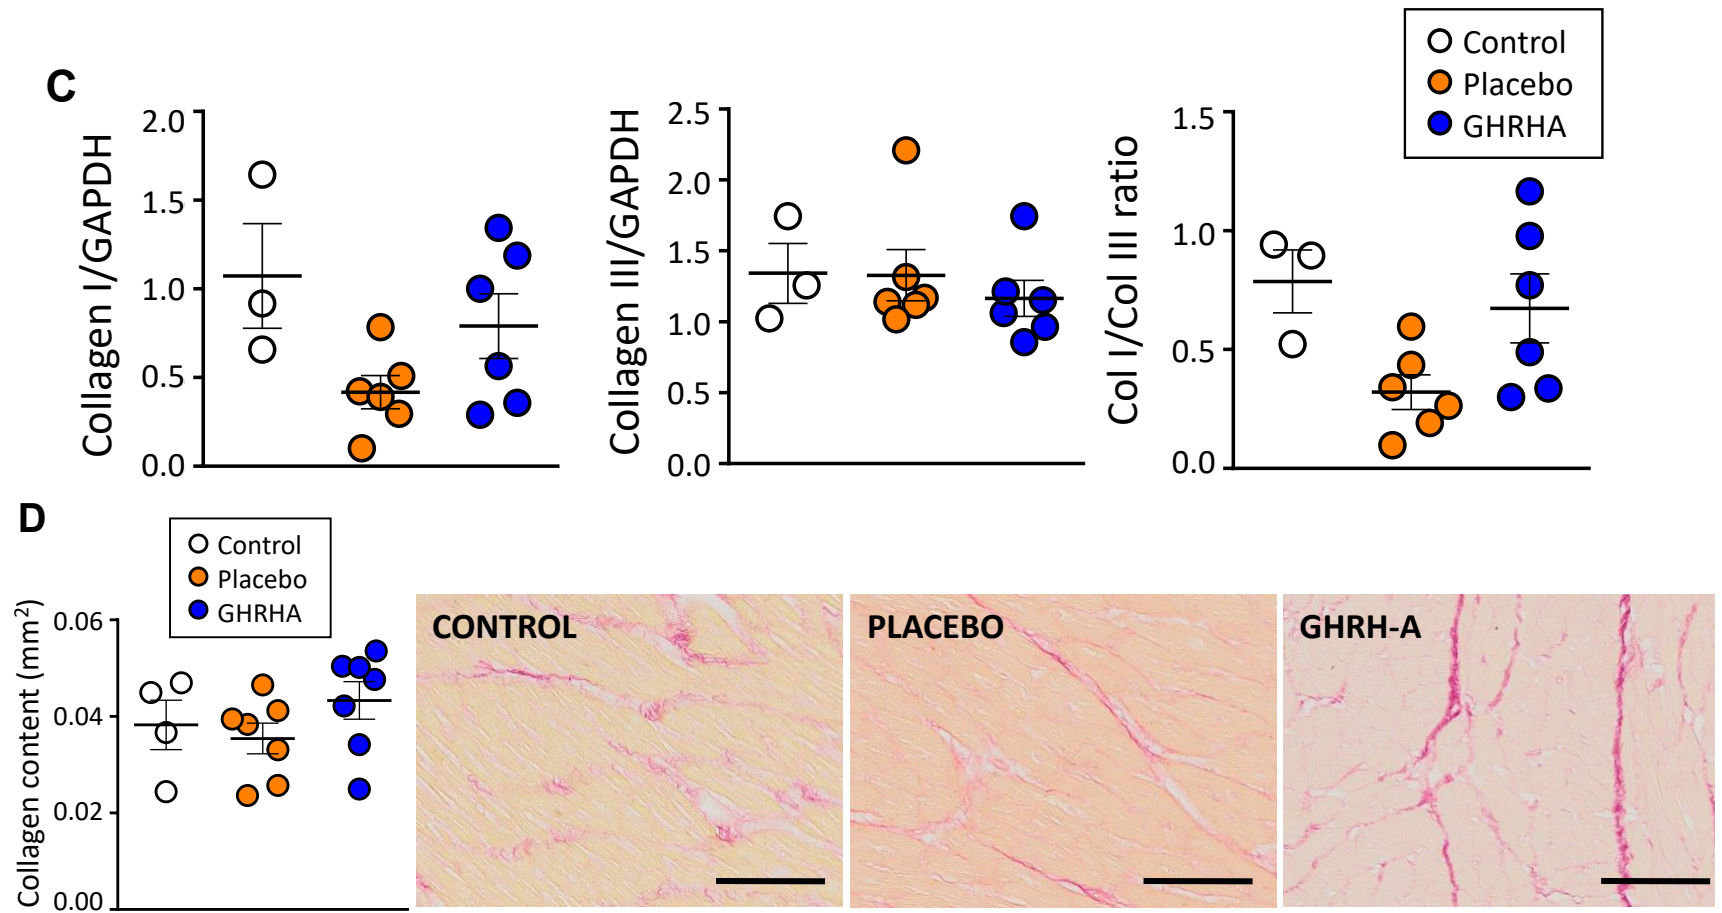 C
Control
Placebo
GHRHA
Collagen I/GAPDH
2.0
1.5
1.0
0.5
0.0
Collagen III/GAPDH
2.5
2.0
1.5
1.0
0.5
0.0
Col I/Col III ratio
1.5
1.0
0.5
0.0
D
Control
Placebo
GHRHA
Collagen content (mm²)
0.06
0.04
0.02
0.00
CONTROL
PLACEBO
GHRH-A